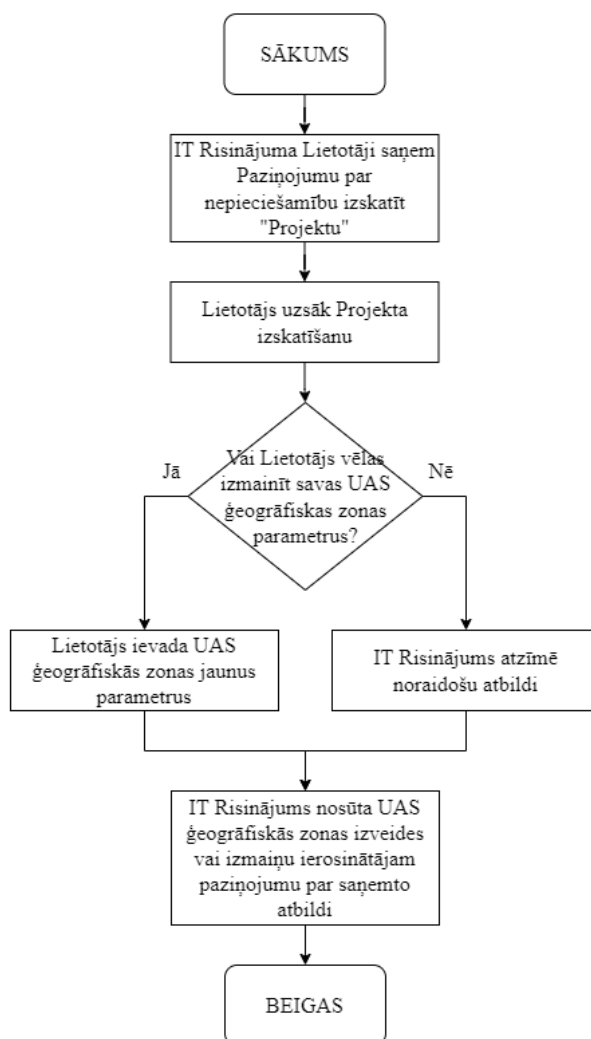 SĀKUMS
IT Risinājuma Lietotāji saņem
Paziņojumu par
nepieciešamību izskatīt
"Projektu"
Lietotājs uzsāk Projekta
izskatīšanu
Vai Lietotājs vēlas
izmainīt savas UAS
ģeogrāfiskas zonas
parametrus?
Jā
Nē
Lietotājs ievada UAS
ģeogrāfiskās zonas jaunus
parametrus
IT Risinājums atzīmē
noraidošu atbildi
IT Risinājums nosūta UAS
ģeogrāfiskās zonas izveides
vai izmaiņu ierosinātājam
paziņojumu par saņemto
atbildi
BEIGAS